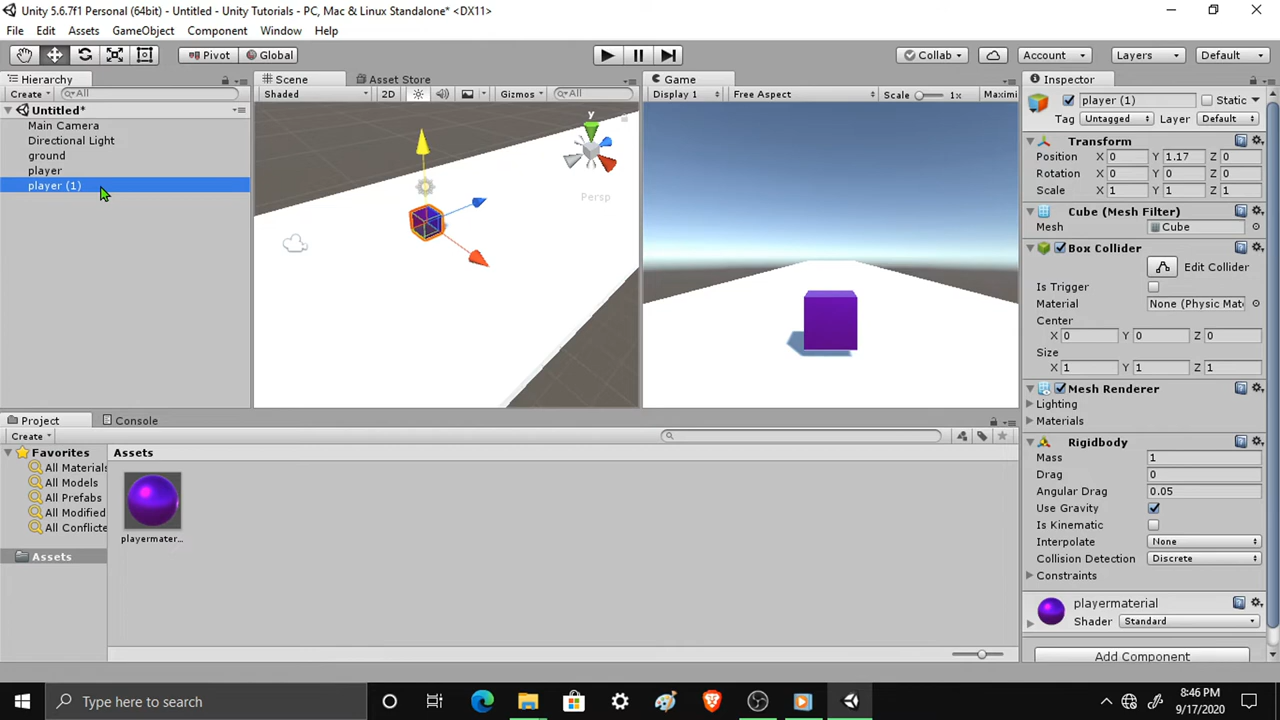 Unity 5.6.7f1 Personal (64bit) - Untitled - Unity Tutorials - PC, Mac & Linux Standalone* <DX11>
File Edit Assets GameObject Component Window Help
Pivot Global Collab Account Layers Default
Hierarchy Scene Asset Store Game Inspector
Create All Shaded 2D Gizmos All Display 1 Free Aspect Scale 1x Maximi
player (1) Static
Untitled*
Tag Untagged Layer Default
Main Camera
Directional Light
ground
player
player (1)
y
Persp
Transform
Position X 0 Y 1.17 Z 0
Rotation X 0 Y 0 Z 0
Scale X 1 Y 1 Z 1
Cube (Mesh Filter)
Mesh Cube
Box Collider
Edit Collider
Is Trigger
Material None (Physic Mate
Center
X 0 Y 0 Z 0
Size
X 1 Y 1 Z 1
Mesh Renderer
Lighting
Materials
Rigidbody
Mass 1
Drag 0
Angular Drag 0.05
Use Gravity
Is Kinematic
Interpolate None
Collision Detection Discrete
Constraints
playermaterial
Shader Standard
Add Component
Project Console
Create
Favorites
All Materials
All Models
All Prefabs
All Modified
All Conflicte
Assets
Assets
playermater...
Type here to search
8:46 PM
9/17/2020